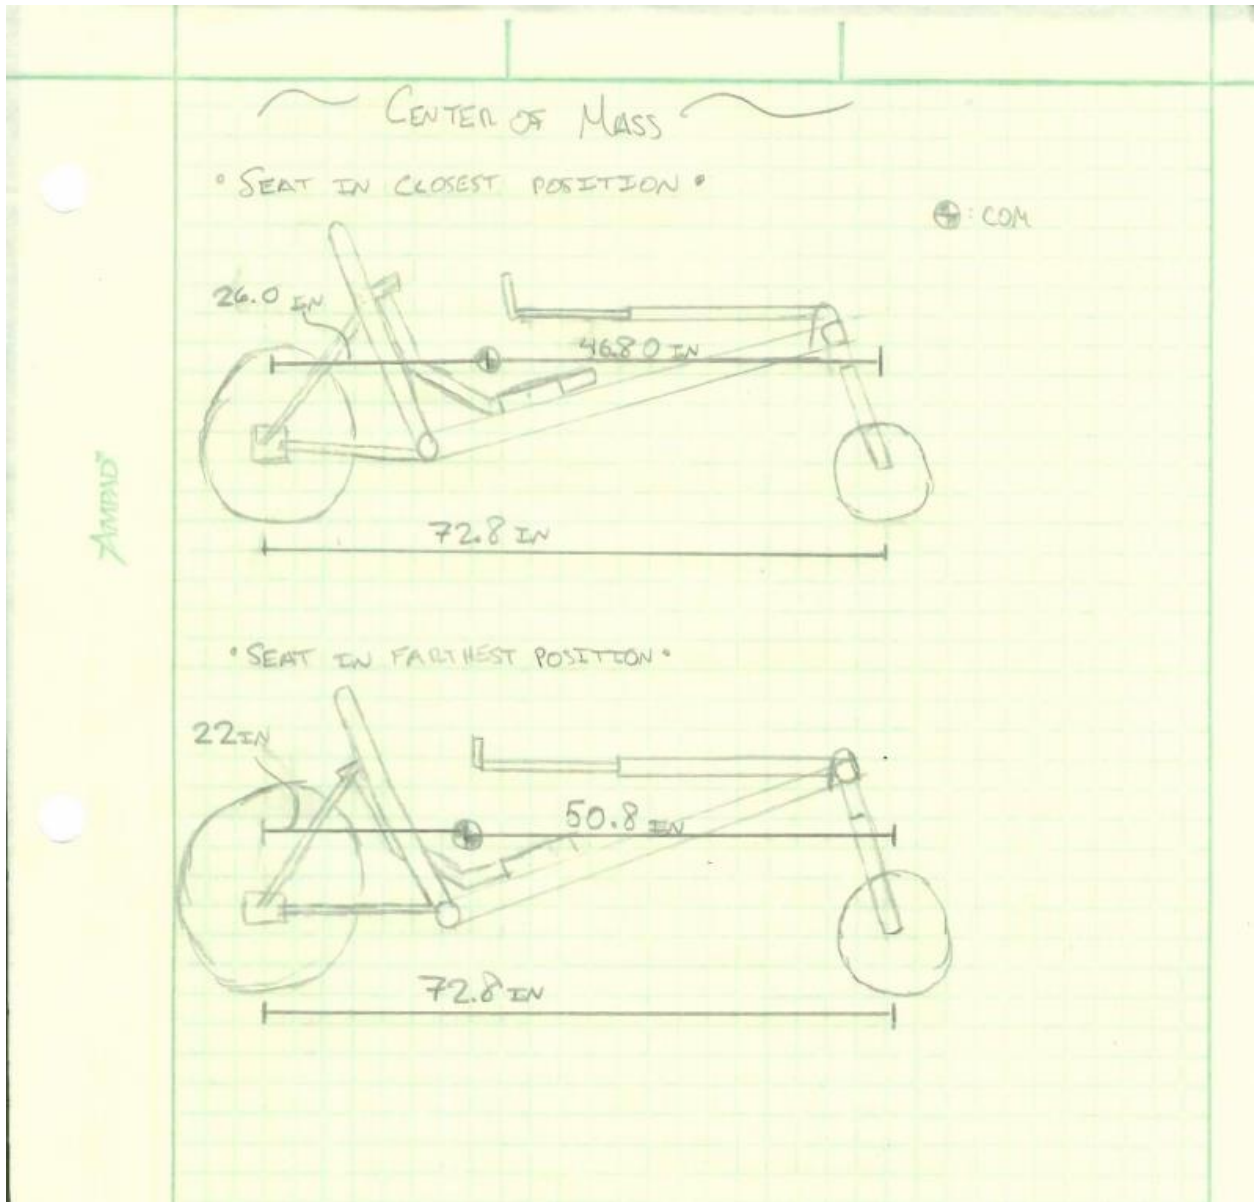 CENTER OF MASS
• SEAT IN CLOSEST POSITION •
: COM
26.0 IN
46.80 IN
72.8 IN
AMPAD™
• SEAT IN FARTHEST POSITION •
22 IN
50.8 IN
72.8 IN